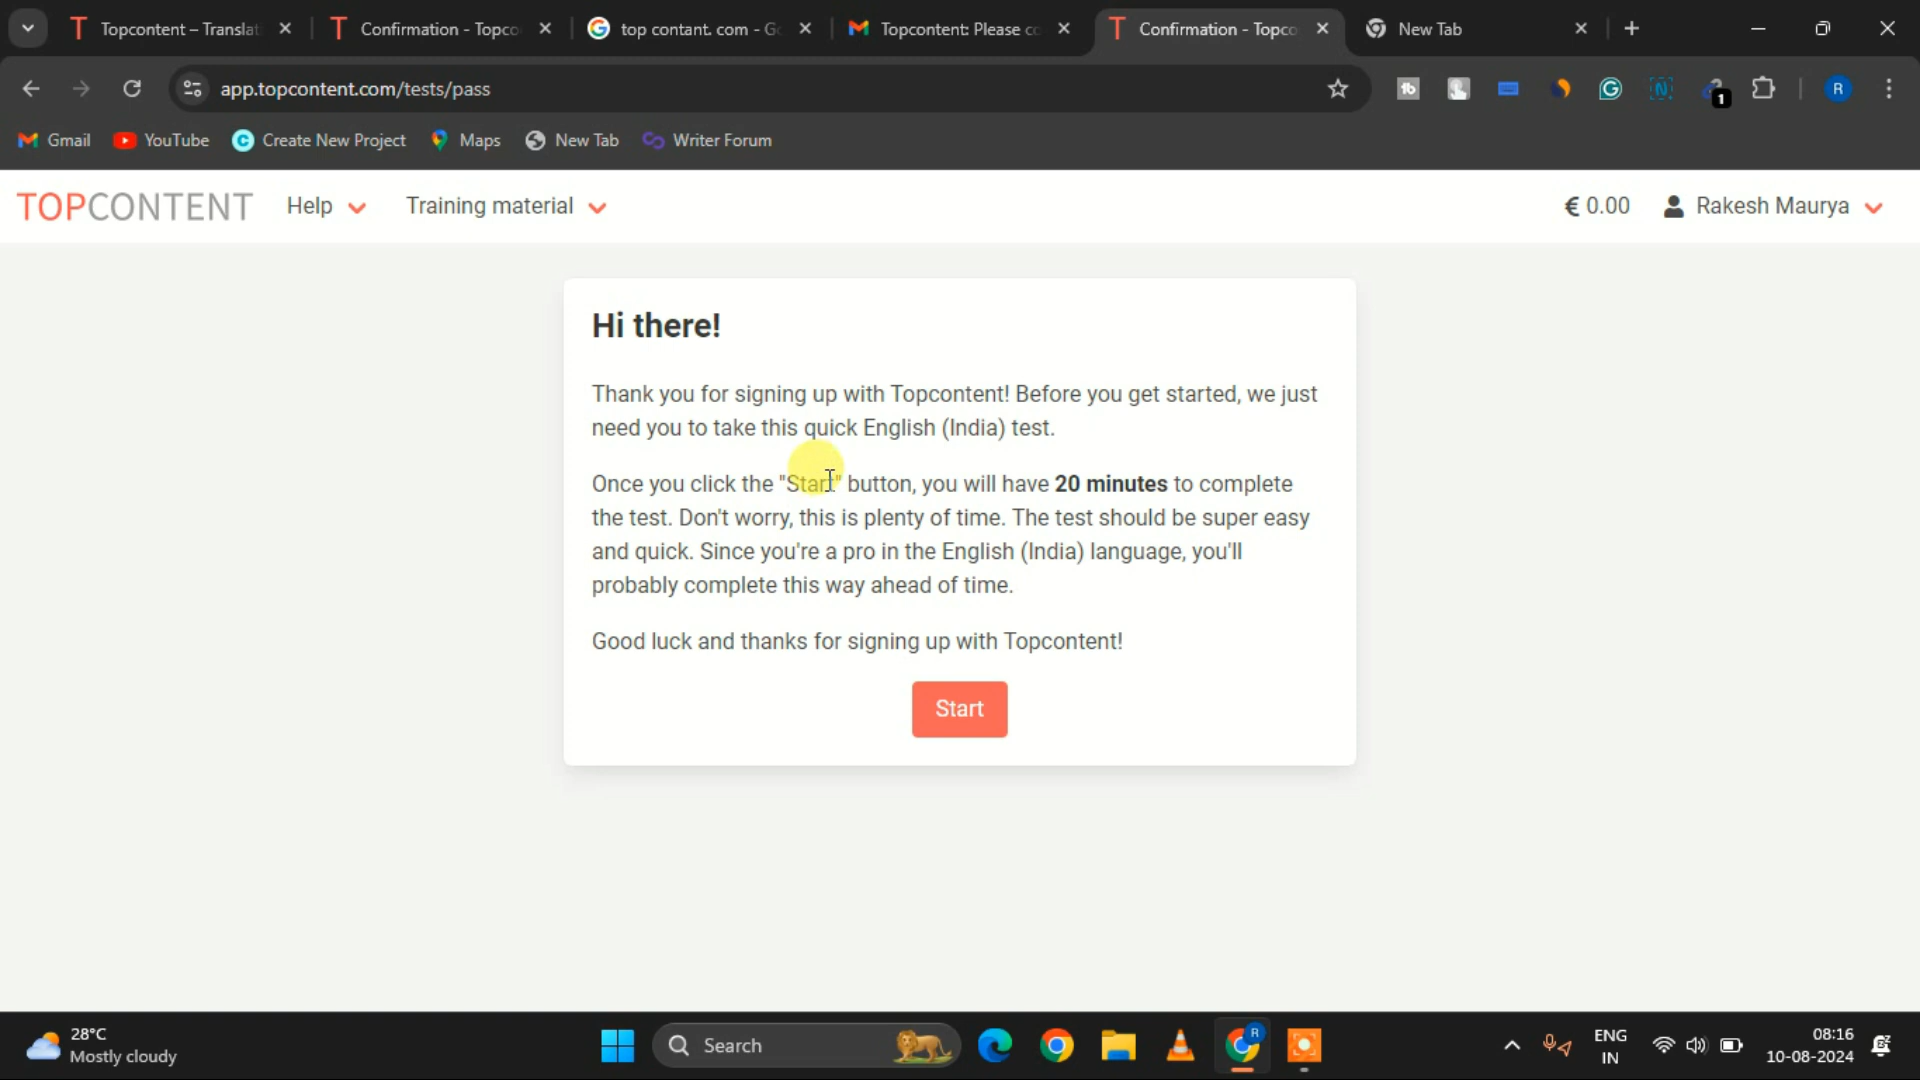 Topcontent – Translat
Confirmation - Topco
top contant. com - Go
Topcontent: Please co
Confirmation - Topco
New Tab
app.topcontent.com/tests/pass
1
R
Gmail
YouTube
Create New Project
Maps
New Tab
Writer Forum
TOPCONTENT
Help
Training material
€ 0.00
Rakesh Maurya
Hi there!
Thank you for signing up with Topcontent! Before you get started, we just
need you to take this quick English (India) test.
Once you click the "Start" button, you will have 20 minutes to complete
the test. Don't worry, this is plenty of time. The test should be super easy
and quick. Since you're a pro in the English (India) language, you'll
probably complete this way ahead of time.
Good luck and thanks for signing up with Topcontent!
Start
28°C
Mostly cloudy
Search
R
ENG
IN
08:16
10-08-2024